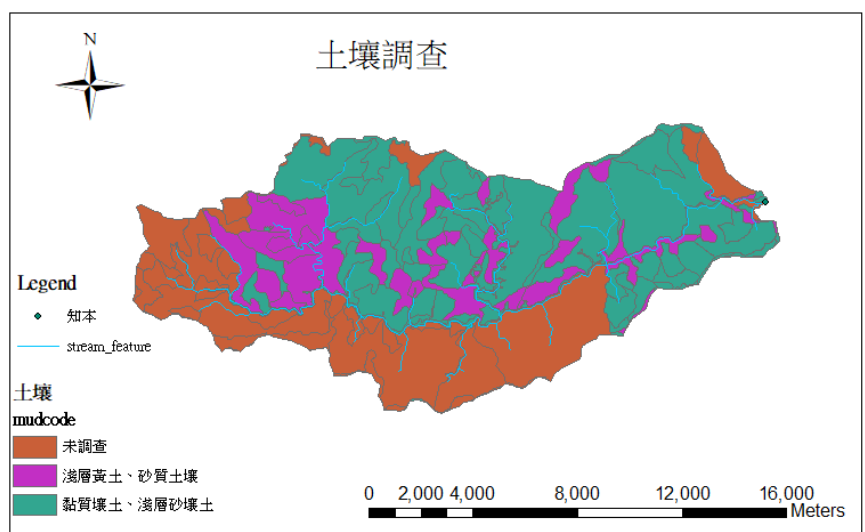 N
土壤調查
Legend
知本
stream_feature
土壤
mudcode
未調查
淺層黃土、砂質土壤
黏質壤土、淺層砂壤土
0 2,000 4,000 8,000 12,000 16,000
Meters